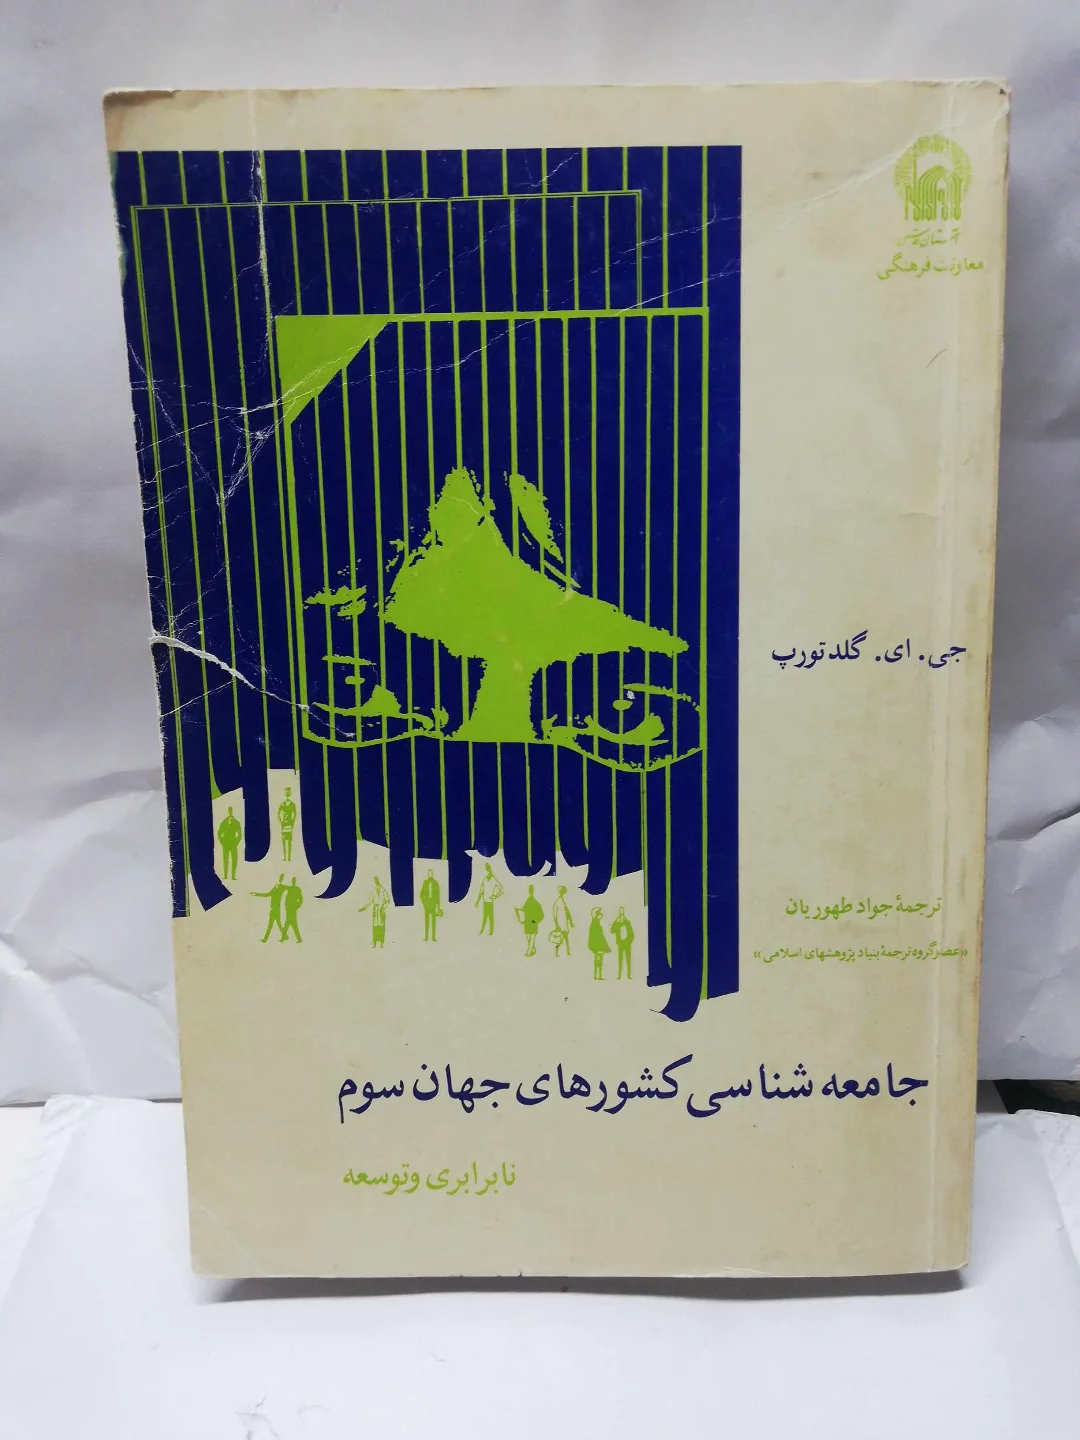 آستان قدس
معاونت فرهنگی
جی. ای. گلدتورپ
ترجمهٔ جواد طهوریان
«عضو گروه ترجمهٔ بنیاد پژوهشهای اسلامی»
جامعه شناسی کشورهای جهان سوم
نابرابری وتوسعه